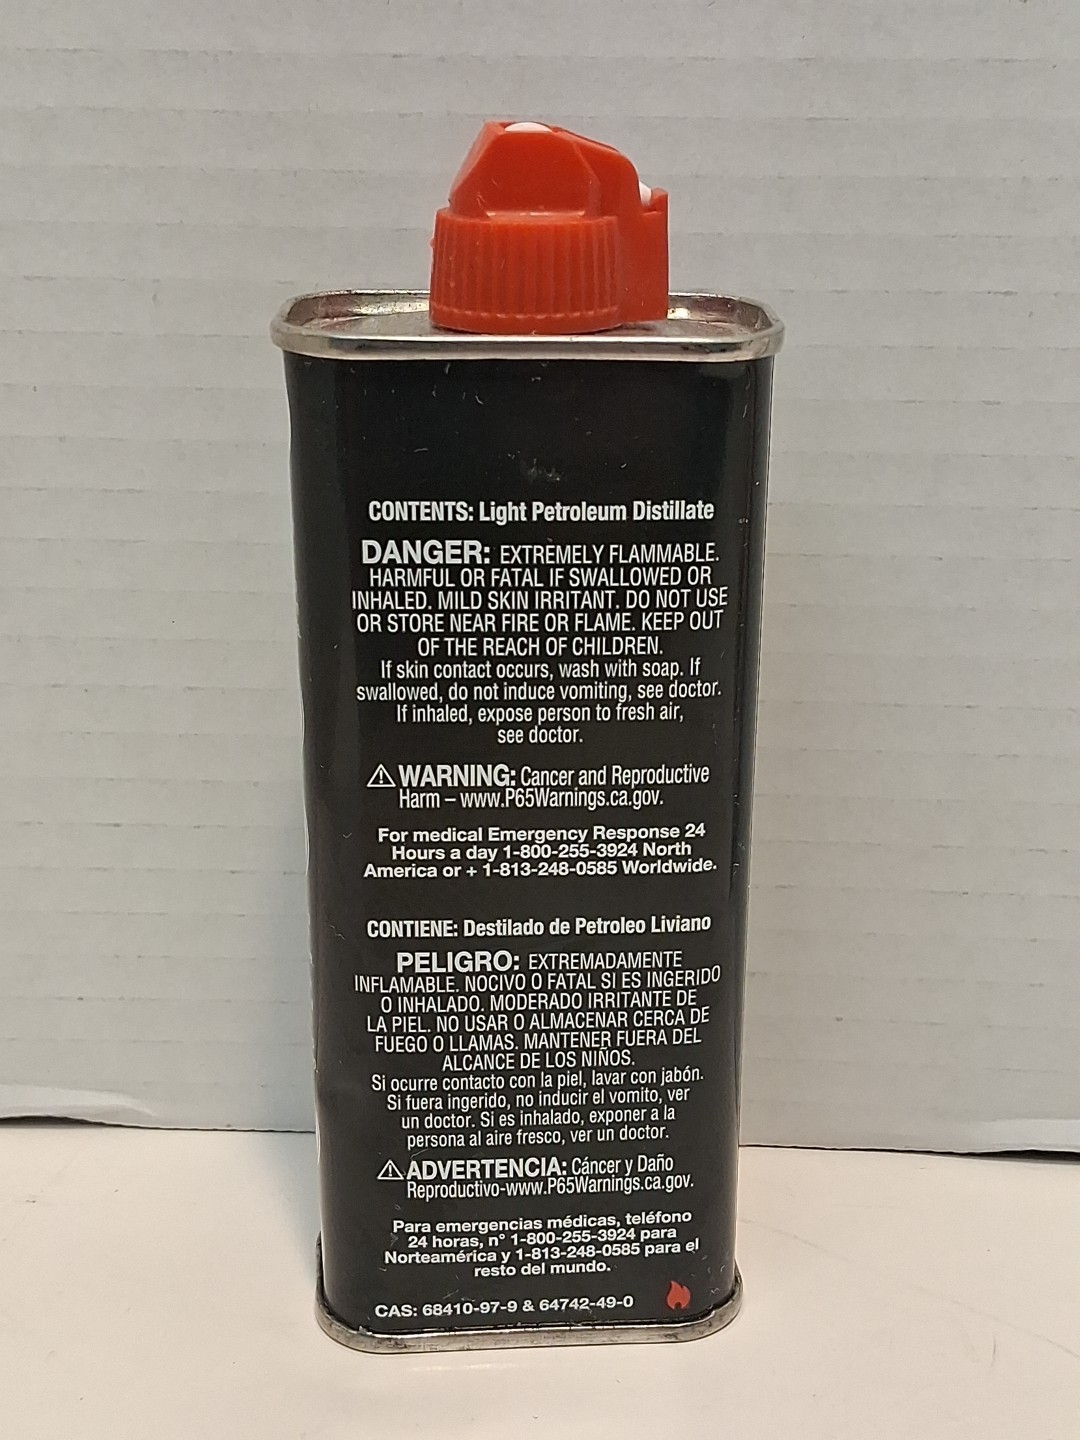 CONTENTS: Light Petroleum Distillate
DANGER: EXTREMELY FLAMMABLE.
HARMFUL OR FATAL IF SWALLOWED OR
INHALED. MILD SKIN IRRITANT. DO NOT USE
OR STORE NEAR FIRE OR FLAME. KEEP OUT
OF THE REACH OF CHILDREN.
If skin contact occurs, wash with soap. If
swallowed, do not induce vomiting, see doctor.
If inhaled, expose person to fresh air,
see doctor.
⚠ WARNING: Cancer and Reproductive
Harm – www.P65Warnings.ca.gov.
For medical Emergency Response 24
Hours a day 1-800-255-3924 North
America or + 1-813-248-0585 Worldwide.
CONTIENE: Destilado de Petroleo Liviano
PELIGRO: EXTREMADAMENTE
INFLAMABLE. NOCIVO O FATAL SI ES INGERIDO
O INHALADO. MODERADO IRRITANTE DE
LA PIEL. NO USAR O ALMACENAR CERCA DE
FUEGO O LLAMAS. MANTENER FUERA DEL
ALCANCE DE LOS NIÑOS.
Si ocurre contacto con la piel, lavar con jabón.
Si fuera ingerido, no inducir el vomito, ver
un doctor. Si es inhalado, exponer a la
persona al aire fresco, ver un doctor.
⚠ ADVERTENCIA: Cáncer y Daño
Reproductivo-www.P65Warnings.ca.gov.
Para emergencias médicas, teléfono
24 horas, n° 1-800-255-3924 para
Norteamérica y 1-813-248-0585 para el
resto del mundo.
CAS: 68410-97-9 & 64742-49-0